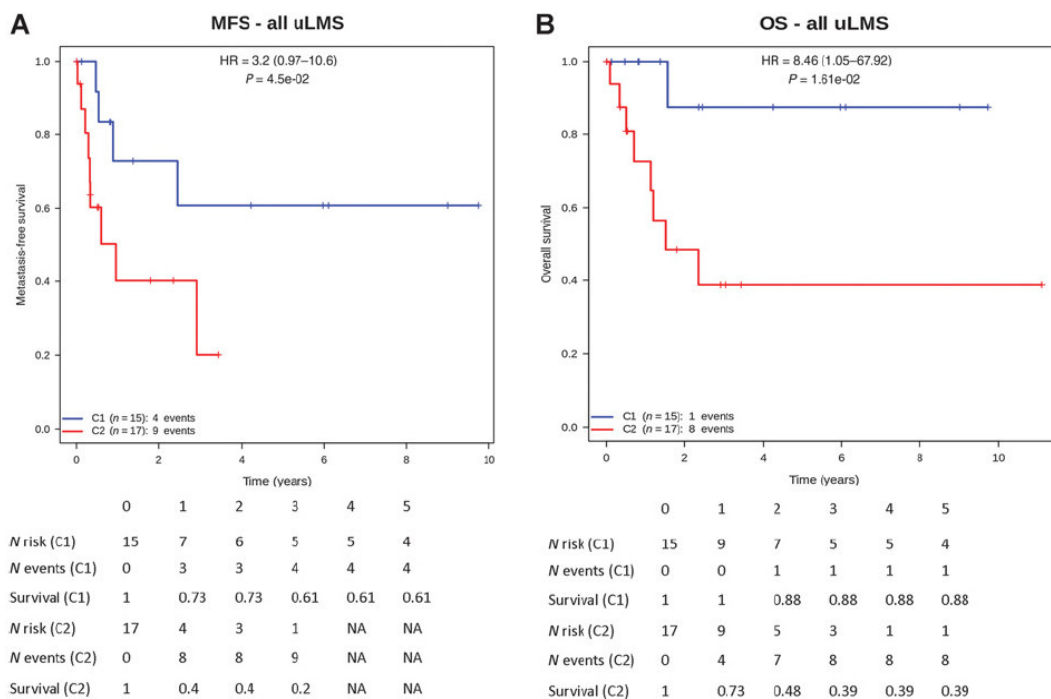 A
MFS - all uLMS
HR = 3.2 (0.97–10.6)
P = 4.5e-02
1.0
0.8
0.6
0.4
0.2
0.0
Metastasis-free survival
C1 (n = 15): 4 events
C2 (n = 17): 9 events
0 2 4 6 8 10
Time (years)
0 1 2 3 4 5
N risk (C1) 15 7 6 5 5 4
N events (C1) 0 3 3 4 4 4
Survival (C1) 1 0.73 0.73 0.61 0.61 0.61
N risk (C2) 17 4 3 1 NA NA
N events (C2) 0 8 8 9 NA NA
Survival (C2) 1 0.4 0.4 0.2 NA NA
B
OS - all uLMS
HR = 8.46 (1.05–67.92)
P = 1.61e-02
1.0
0.8
0.6
0.4
0.2
0.0
Overall survival
C1 (n = 15): 1 events
C2 (n = 17): 8 events
0 2 4 6 8 10
Time (years)
0 1 2 3 4 5
N risk (C1) 15 9 7 5 5 4
N events (C1) 0 0 1 1 1 1
Survival (C1) 1 1 0.88 0.88 0.88 0.88
N risk (C2) 17 9 5 3 1 1
N events (C2) 0 4 7 8 8 8
Survival (C2) 1 0.73 0.48 0.39 0.39 0.39